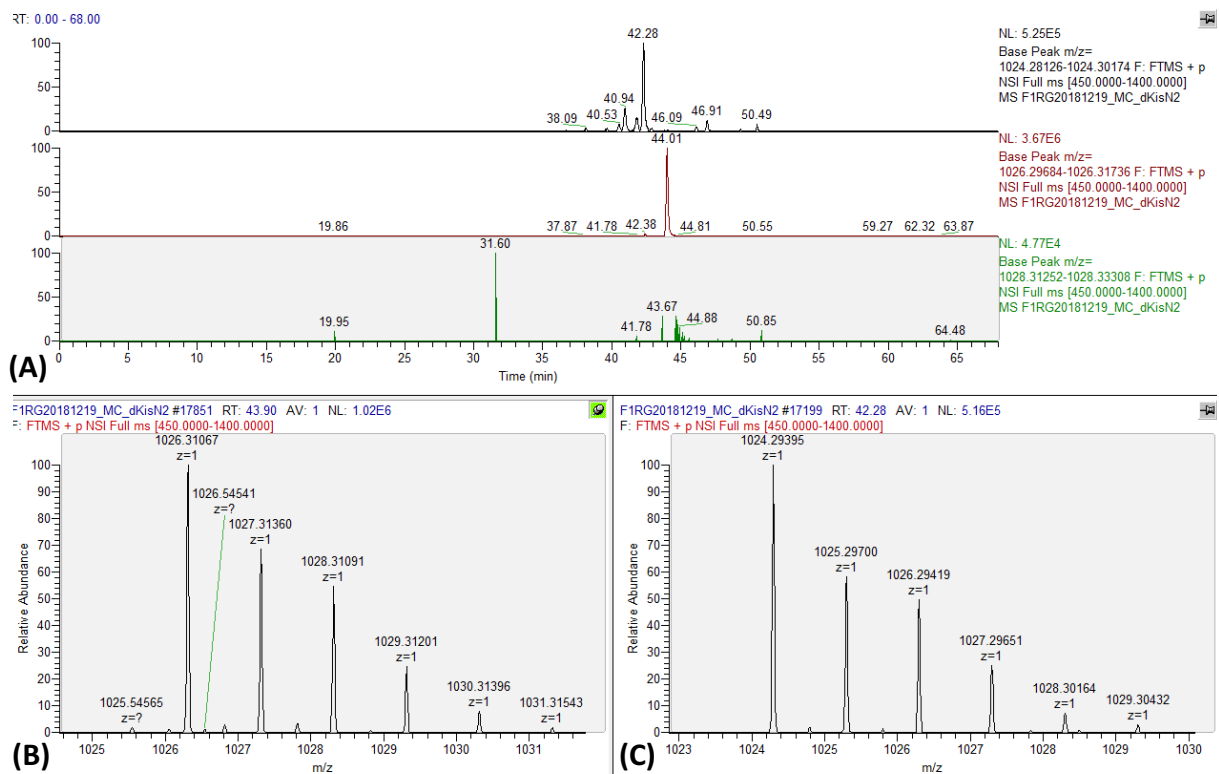 RT: 0.00 - 68.00
NL: 5.25E5
Base Peak m/z=
1024.28126-1024.30174 F: FTMS + p
NSI Full ms [450.0000-1400.0000]
MS F1RG20181219_MC_dKisN2
100
50
0
38.09 40.53 40.94 42.28 46.09 46.91 50.49
NL: 3.67E6
Base Peak m/z=
1026.29684-1026.31736 F: FTMS + p
NSI Full ms [450.0000-1400.0000]
MS F1RG20181219_MC_dKisN2
100
50
0
19.86 37.87 41.78 42.38 44.01 44.81 50.55 59.27 62.32 63.87
NL: 4.77E4
Base Peak m/z=
1028.31252-1028.33308 F: FTMS + p
NSI Full ms [450.0000-1400.0000]
MS F1RG20181219_MC_dKisN2
100
50
0
19.95 31.60 41.78 43.67 44.88 50.85 64.48
0 5 10 15 20 25 30 35 40 45 50 55 60 65
Time (min)
(A)
F1RG20181219_MC_dKisN2 #17851 RT: 43.90 AV: 1 NL: 1.02E6
F: FTMS + p NSI Full ms [450.0000-1400.0000]
Relative Abundance
100
90
80
70
60
50
40
30
20
10
0
1025.54565
z=?
1026.31067
z=1
1026.54541
z=?
1027.31360
z=1
1028.31091
z=1
1029.31201
z=1
1030.31396
z=1
1031.31543
z=1
1025 1026 1027 1028 1029 1030 1031
m/z
(B)
F1RG20181219_MC_dKisN2 #17199 RT: 42.28 AV: 1 NL: 5.16E5
F: FTMS + p NSI Full ms [450.0000-1400.0000]
Relative Abundance
100
90
80
70
60
50
40
30
20
10
0
1024.29395
z=1
1025.29700
z=1
1026.29419
z=1
1027.29651
z=1
1028.30164
z=1
1029.30432
z=1
1023 1024 1025 1026 1027 1028 1029 1030
m/z
(C)